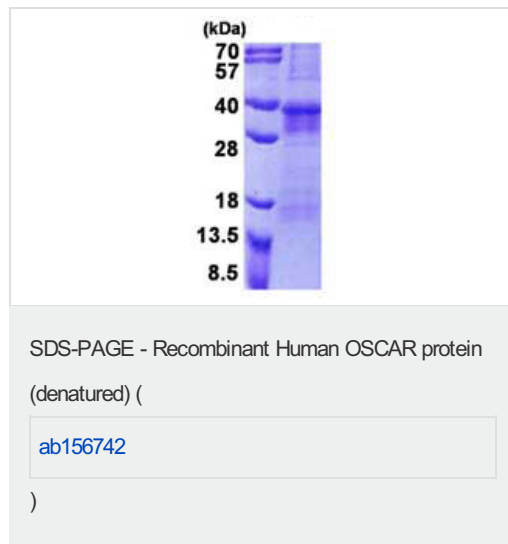 (kDa)
70
57
40
28
18
13.5
8.5
SDS-PAGE - Recombinant Human OSCAR protein
(denatured) (
ab156742
)